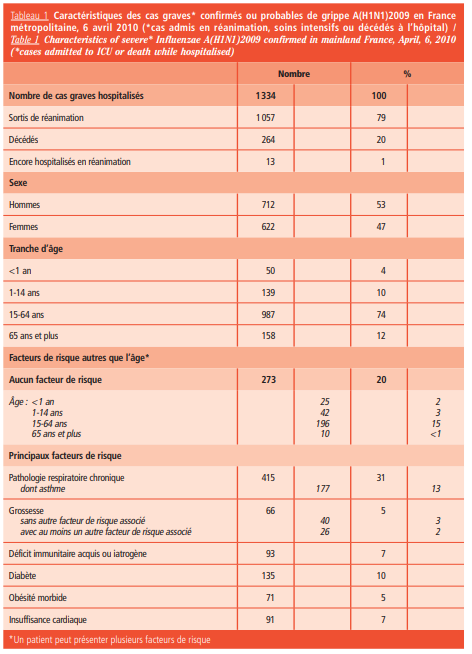 Tableau 1 Caractéristiques des cas graves* confirmés ou probables de grippe A(H1N1)2009 en France
métropolitaine, 6 avril 2010 (*cas admis en réanimation, soins intensifs ou décédés à l'hôpital) /
Table 1 Characteristics of severe* Influenzae A(H1N1)2009 confirmed in mainland France, April, 6, 2010
(*cases admitted to ICU or death while hospitalised)
Nombre %
Nombre de cas graves hospitalisés 1 334 100
Sortis de réanimation 1 057 79
Décédés 264 20
Encore hospitalisés en réanimation 13 1
Sexe
Hommes 712 53
Femmes 622 47
Tranche d'âge
<1 an 50 4
1-14 ans 139 10
15-64 ans 987 74
65 ans et plus 158 12
Facteurs de risque autres que l'âge*
Aucun facteur de risque 273 20
Âge : <1 an 25 2
1-14 ans 42 3
15-64 ans 196 15
65 ans et plus 10 <1
Principaux facteurs de risque
Pathologie respiratoire chronique 415 31
dont asthme 177 13
Grossesse 66 5
sans autre facteur de risque associé 40 3
avec au moins un autre facteur de risque associé 26 2
Déficit immunitaire acquis ou iatrogène 93 7
Diabète 135 10
Obésité morbide 71 5
Insuffisance cardiaque 91 7
*Un patient peut présenter plusieurs facteurs de risque